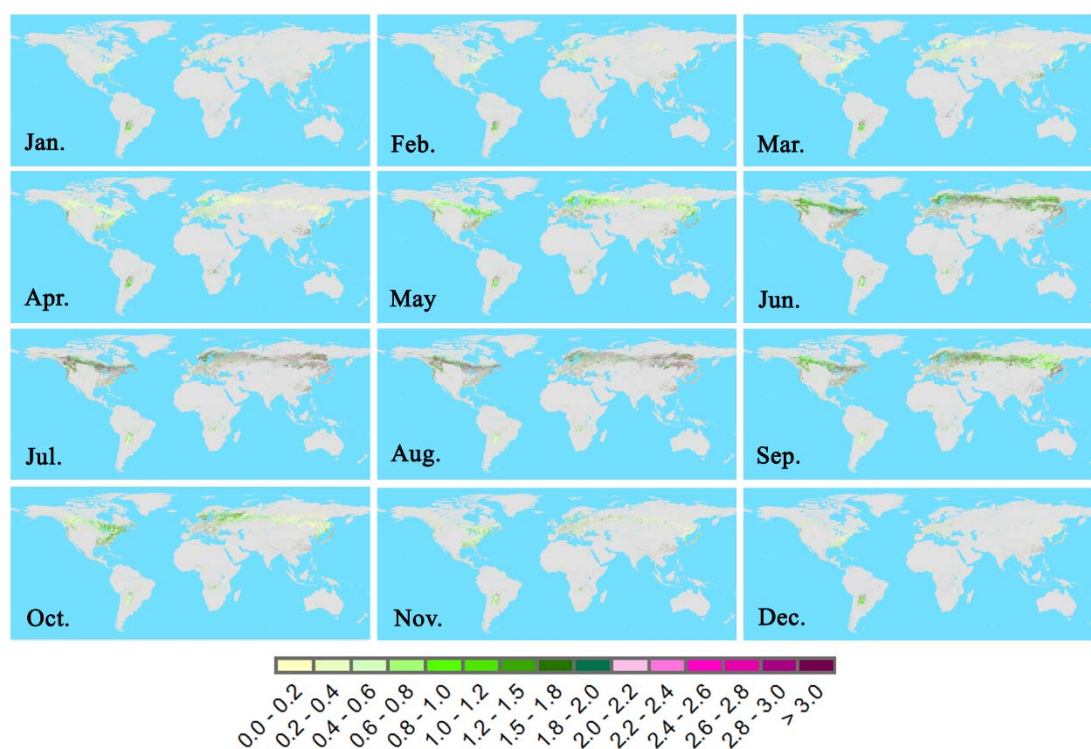 Jan.
Feb.
Mar.
Apr.
May
Jun.
Jul.
Aug.
Sep.
Oct.
Nov.
Dec.
0.0 - 0.2
0.2 - 0.4
0.4 - 0.6
0.6 - 0.8
0.8 - 1.0
1.0 - 1.2
1.2 - 1.5
1.5 - 1.8
1.8 - 2.0
2.0 - 2.2
2.2 - 2.4
2.4 - 2.6
2.6 - 2.8
2.8 - 3.0
> 3.0